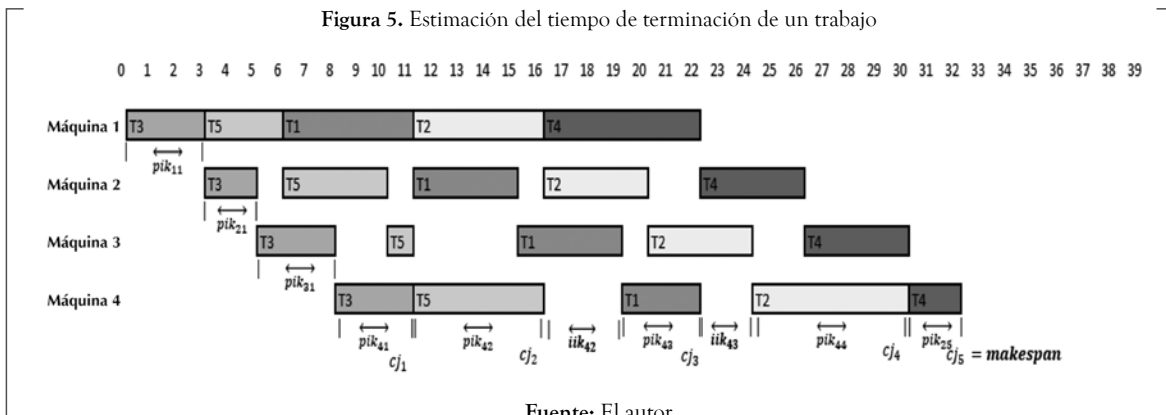 Figura 5. Estimación del tiempo de terminación de un trabajo
0 1 2 3 4 5 6 7 8 9 10 11 12 13 14 15 16 17 18 19 20 21 22 23 24 25 26 27 28 29 30 31 32 33 34 35 36 37 38 39
Máquina 1 T3 T5 T1 T2 T4
pik₁₁
Máquina 2 T3 T5 T1 T2 T4
pik₂₁
Máquina 3 T3 T5 T1 T2 T4
pik₃₁
Máquina 4 T3 T5 T1 T2 T4
pik₄₁ pik₄₂ iik₄₂ pik₄₃ iik₄₃ pik₄₄ pik₂₅
cj₁ cj₂ cj₃ cj₄ cj₅ = makespan
Fuente: El autor